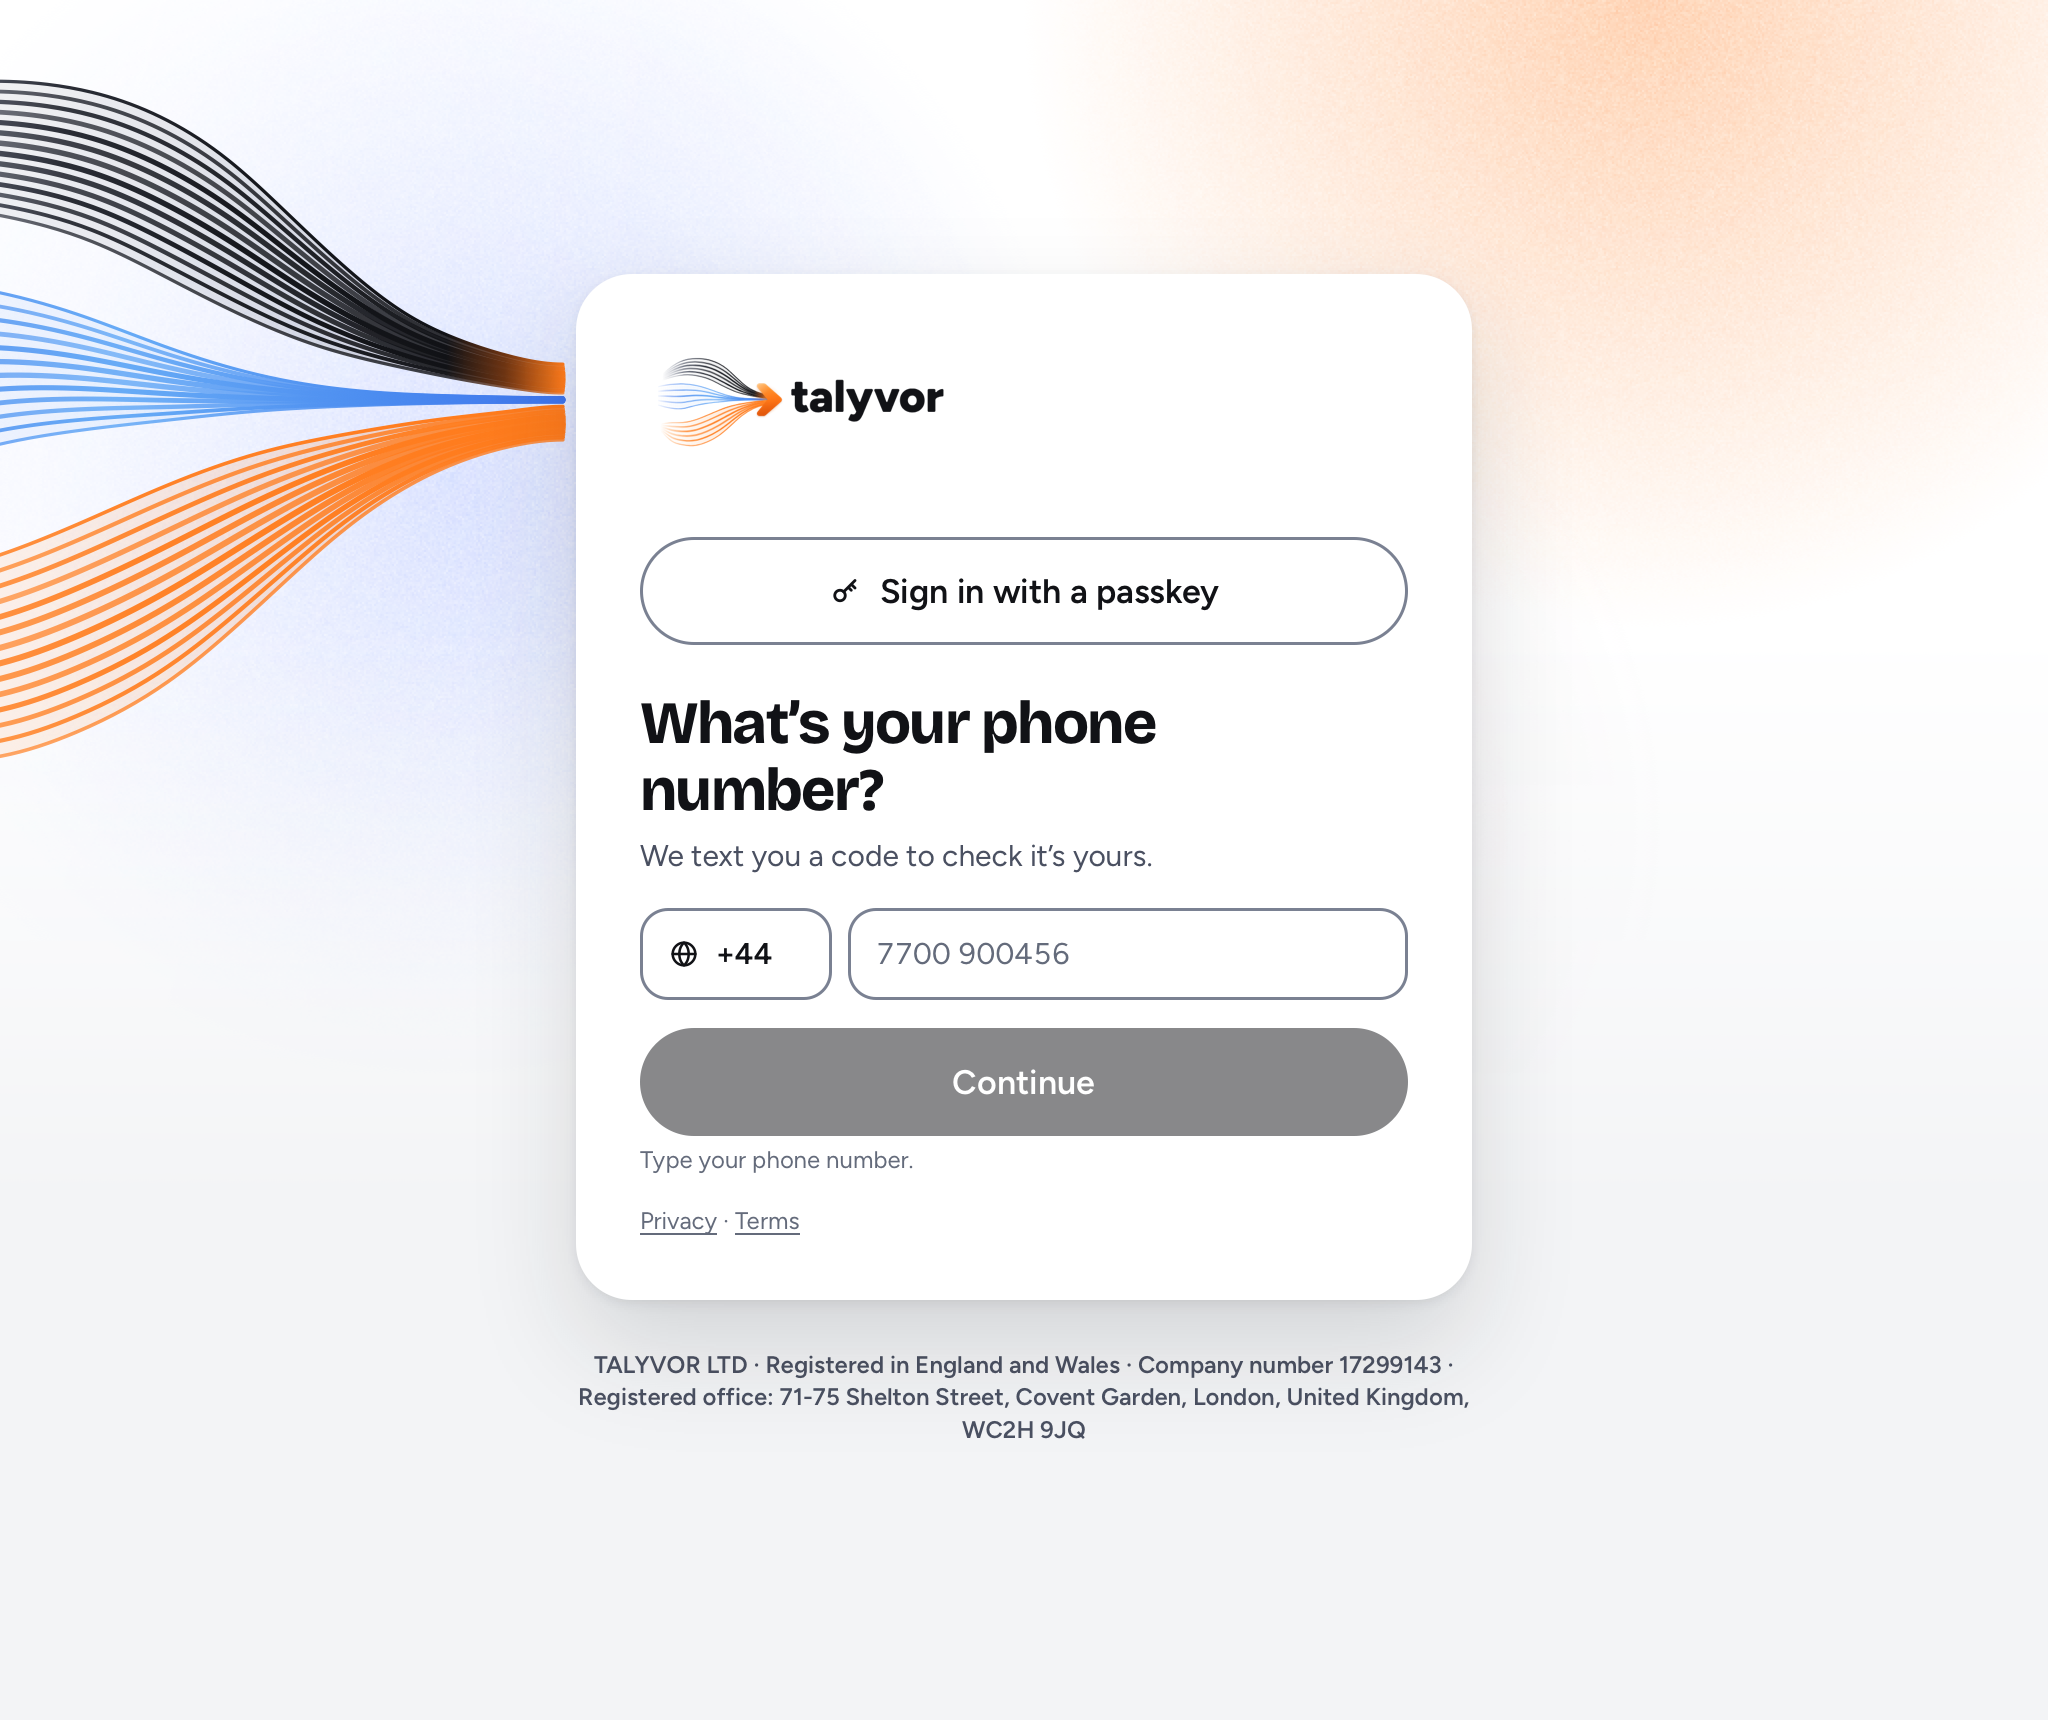 talyvor
Sign in with a passkey
What’s your phone
number?
We text you a code to check it’s yours.
+44
7700 900456
Continue
Type your phone number.
Privacy · Terms
TALYVOR LTD · Registered in England and Wales · Company number 17299143 ·
Registered office: 71-75 Shelton Street, Covent Garden, London, United Kingdom,
WC2H 9JQ